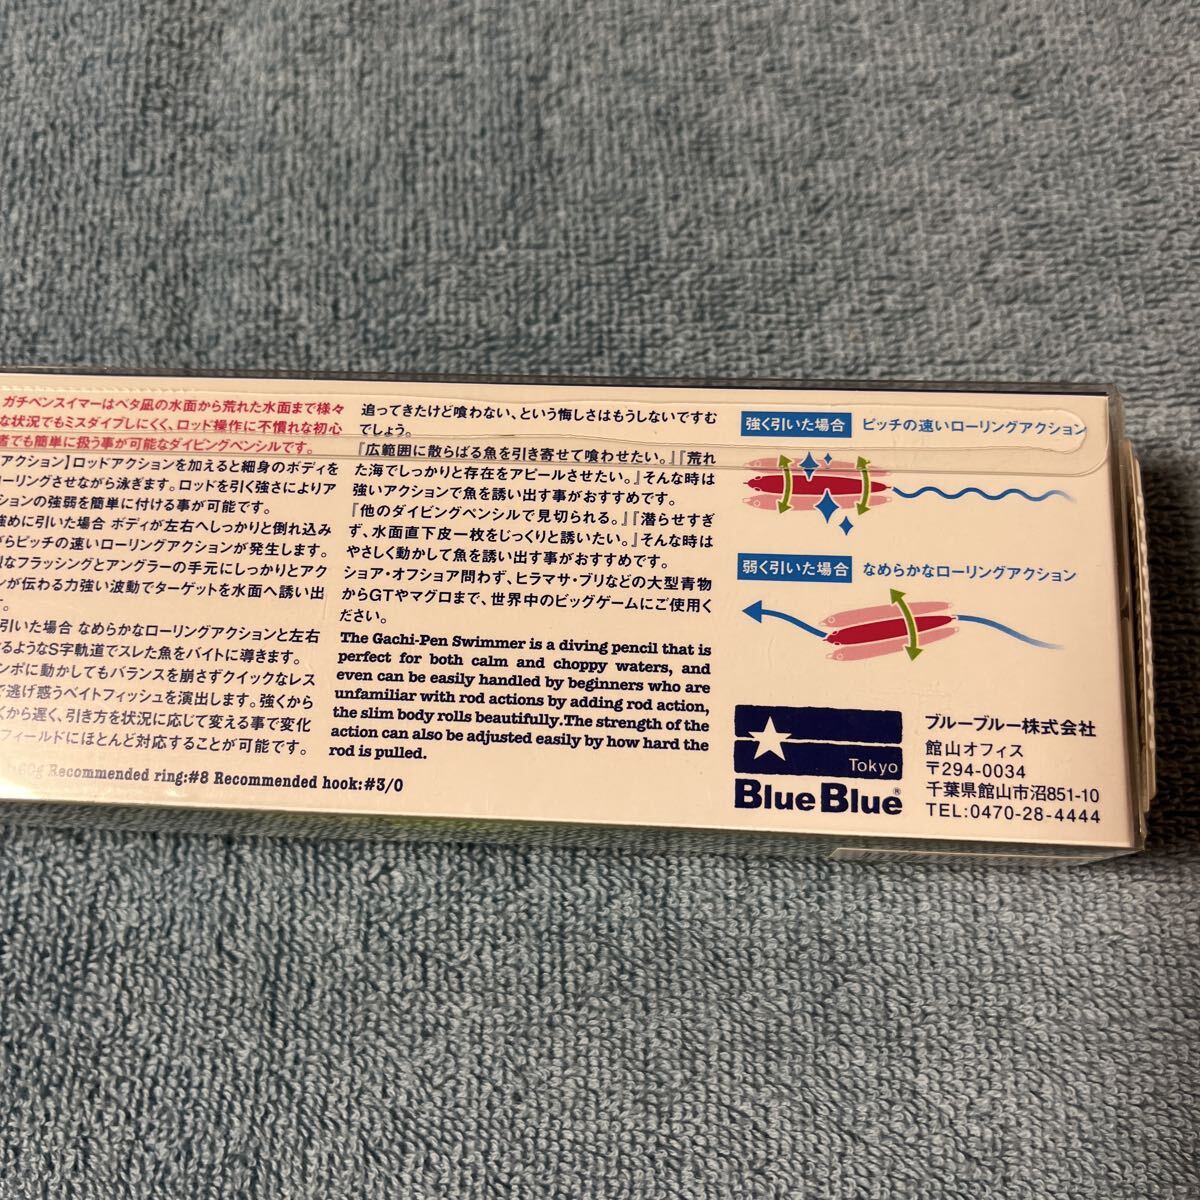 ガチペンスイマーはベタ凪の水面から荒れた水面まで様々
な状況でもミスダイブしにくく、ロッド操作に不慣れな初心
者でも簡単に扱う事が可能なダイビングペンシルです。
アクション】ロッドアクションを加えると細身のボディを
ローリングさせながら泳ぎます。ロッドを引く強さによりア
ションの強弱を簡単に付ける事が可能です。
強めに引いた場合 ボディが左右へしっかりと倒れ込み
がらピッチの速いローリングアクションが発生します。
なフラッシングとアングラーの手元にしっかりとアク
ンが伝わる力強い波動でターゲットを水面へ誘い出
す。
引いた場合 なめらかなローリングアクションと左右
るようなS字軌道でスレた魚をバイトに導きます。
ンポに動かしてもバランスを崩さずクイックなレス
で逃げ惑うベイトフィッシュを演出します。強くから
くから遅く、引き方を状況に応じて変える事で変化
フィールドにほとんど対応することが可能です。
60g Recommended ring:#8 Recommended hook:#3/0
追ってきたけど喰わない、という悔しさはもうしないですむ
でしょう。
『広範囲に散らばる魚を引き寄せて喰わせたい。』『荒れ
た海でしっかりと存在をアピールさせたい。』そんな時は
強いアクションで魚を誘い出す事がおすすめです。
『他のダイビングペンシルで見切られる。』『潜らせすぎ
ず、水面直下皮一枚をじっくりと誘いたい。』そんな時は
やさしく動かして魚を誘い出す事がおすすめです。
ショア・オフショア問わず、ヒラマサ・ブリなどの大型青物
からGTやマグロまで、世界中のビッグゲームにご使用く
ださい。
The Gachi-Pen Swimmer is a diving pencil that is
perfect for both calm and choppy waters, and
even can be easily handled by beginners who are
unfamiliar with rod actions by adding rod action,
the slim body rolls beautifully.The strength of the
action can also be adjusted easily by how hard the
rod is pulled.
強く引いた場合 ピッチの速いローリングアクション
弱く引いた場合 なめらかなローリングアクション
Tokyo
Blue Blue®
ブルーブルー株式会社
館山オフィス
〒294-0034
千葉県館山市沼851-10
TEL:0470-28-4444